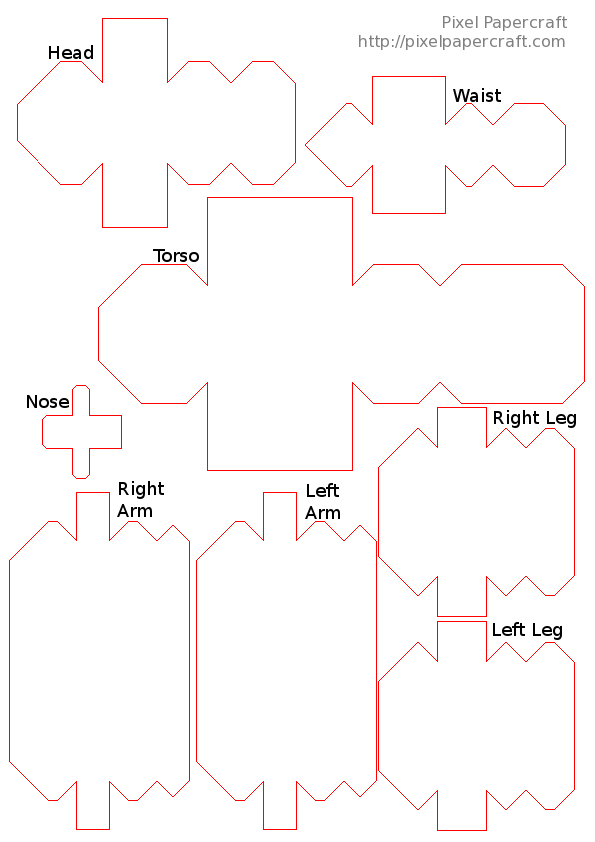 Pixel Papercraft
http://pixelpapercraft.com
Head
Waist
Torso
Nose
Right Leg
Right
Arm
Left
Arm
Left Leg